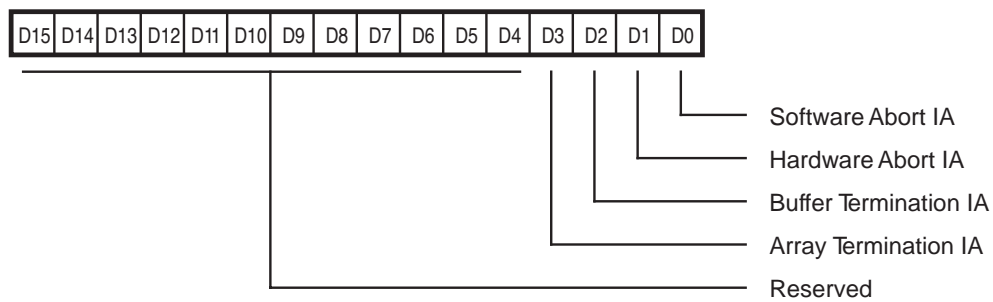 D15 D14 D13 D12 D11 D10 D9 D8 D7 D6 D5 D4 D3 D2 D1 D0
Software Abort IA
Hardware Abort IA
Buffer Termination IA
Array Termination IA
Reserved